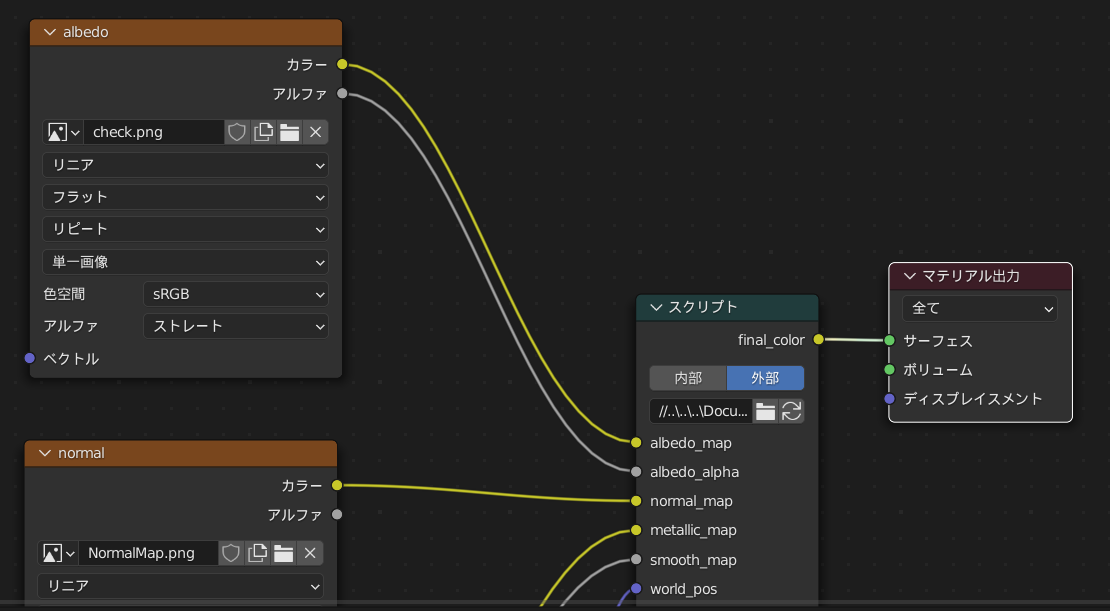 albedo
カラー
アルファ
check.png
リニア
フラット
リピート
単一画像
色空間 sRGB
アルファ ストレート
ベクトル
normal
カラー
アルファ
NormalMap.png
リニア
スクリプト
final_color
内部 外部
//..\..\..\Docu...
albedo_map
albedo_alpha
normal_map
metallic_map
smooth_map
world_pos
マテリアル出力
全て
サーフェス
ボリューム
ディスプレイスメント